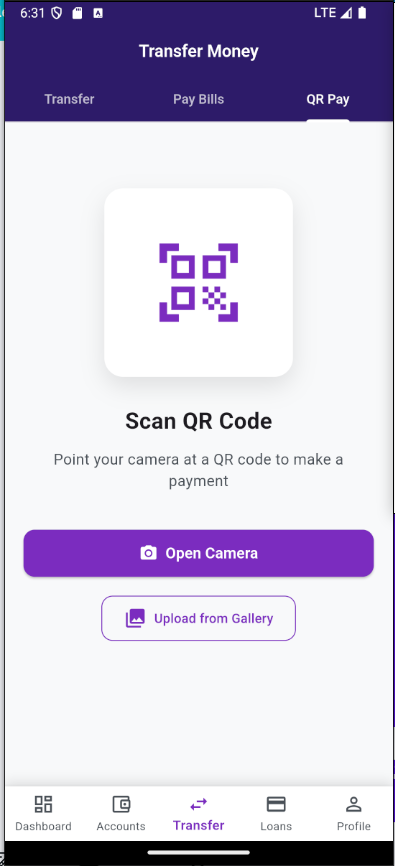 6:31
LTE
Transfer Money
Transfer
Pay Bills
QR Pay
Scan QR Code
Point your camera at a QR code to make a
payment
Open Camera
Upload from Gallery
Dashboard
Accounts
Transfer
Loans
Profile